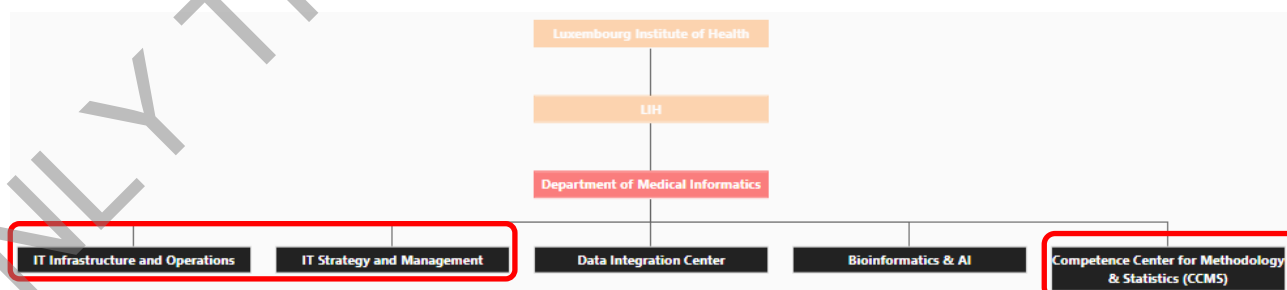 Luxembourg Institute of Health
LIH
Department of Medical Informatics
IT Infrastructure and Operations
IT Strategy and Management
Data Integration Center
Bioinformatics & AI
Competence Center for Methodology
& Statistics (CCMS)
NLY T